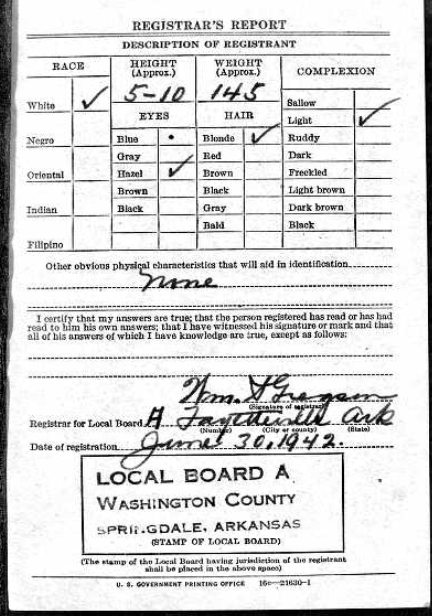 REGISTRAR'S REPORT
DESCRIPTION OF REGISTRANT
RACE
HEIGHT (Approx.)
WEIGHT (Approx.)
COMPLEXION
5-10
145
White ✓
Negro
Oriental
Indian
Filipino
EYES
Blue
Gray
Hazel ✓
Brown
Black
HAIR
Blonde ✓
Red
Brown
Black
Gray
Bald
Sallow
Light ✓
Ruddy
Dark
Freckled
Light brown
Dark brown
Black
Other obvious physical characteristics that will aid in identification
None
I certify that my answers are true; that the person registered has read or has had
read to him his own answers; that I have witnessed his signature or mark and that
all of his answers of which I have knowledge are true, except as follows:
Wm.
(Signature of registrar)
Registrar for Local Board A Fayetteville Ark
(Number) (City or county) (State)
Date of registration June 30, 1942.
LOCAL BOARD A
WASHINGTON COUNTY
SPRINGDALE, ARKANSAS
(STAMP OF LOCAL BOARD)
(The stamp of the Local Board having jurisdiction of the registrant
shall be placed in the above space)
U. S. GOVERNMENT PRINTING OFFICE 16c—21630-1